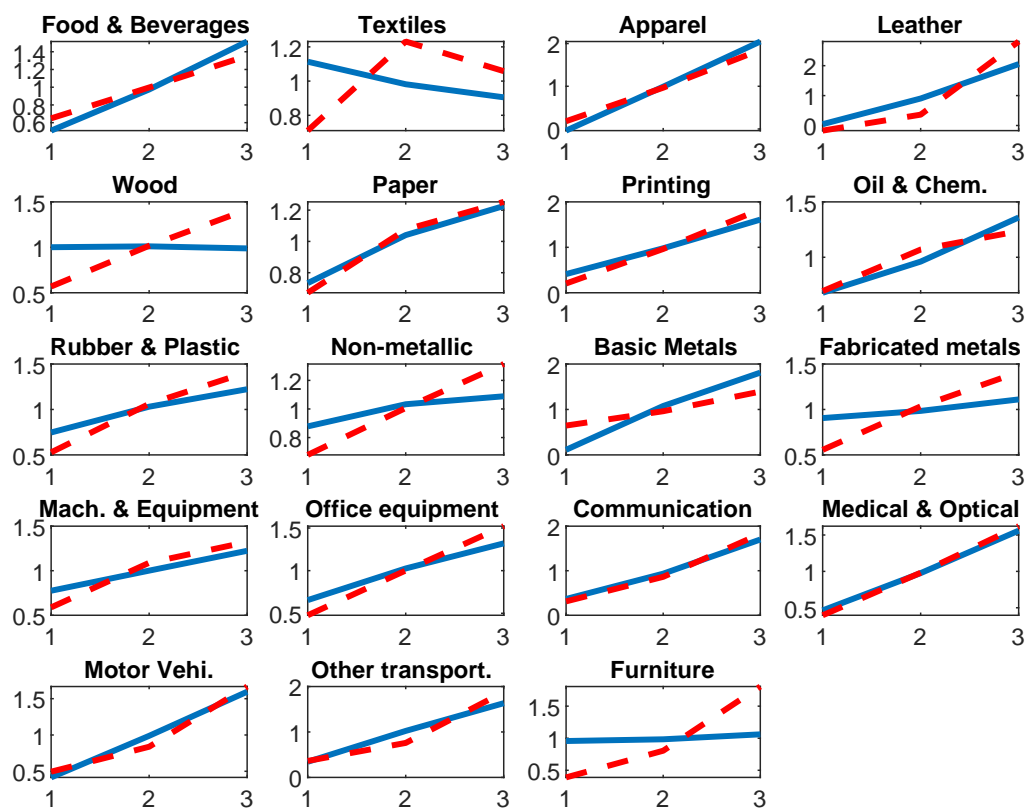 Food & Beverages
1.4
1.2
1
0.8
0.6
1 2 3
Textiles
1.2
1
0.8
1 2 3
Apparel
2
1
0
1 2 3
Leather
2
1
0
1 2 3
Wood
1.5
1
0.5
1 2 3
Paper
1.2
1
0.8
1 2 3
Printing
2
1
0
1 2 3
Oil & Chem.
1.5
1
1 2 3
Rubber & Plastic
1.5
1
0.5
1 2 3
Non-metallic
1.2
1
0.8
1 2 3
Basic Metals
2
1
0
1 2 3
Fabricated metals
1.5
1
0.5
1 2 3
Mach. & Equipment
1.5
1
0.5
1 2 3
Office equipment
1.5
1
0.5
1 2 3
Communication
2
1
0
1 2 3
Medical & Optical
1.5
1
0.5
1 2 3
Motor Vehi.
1.5
1
0.5
1 2 3
Other transport.
2
1
0
1 2 3
Furniture
1.5
1
0.5
1 2 3